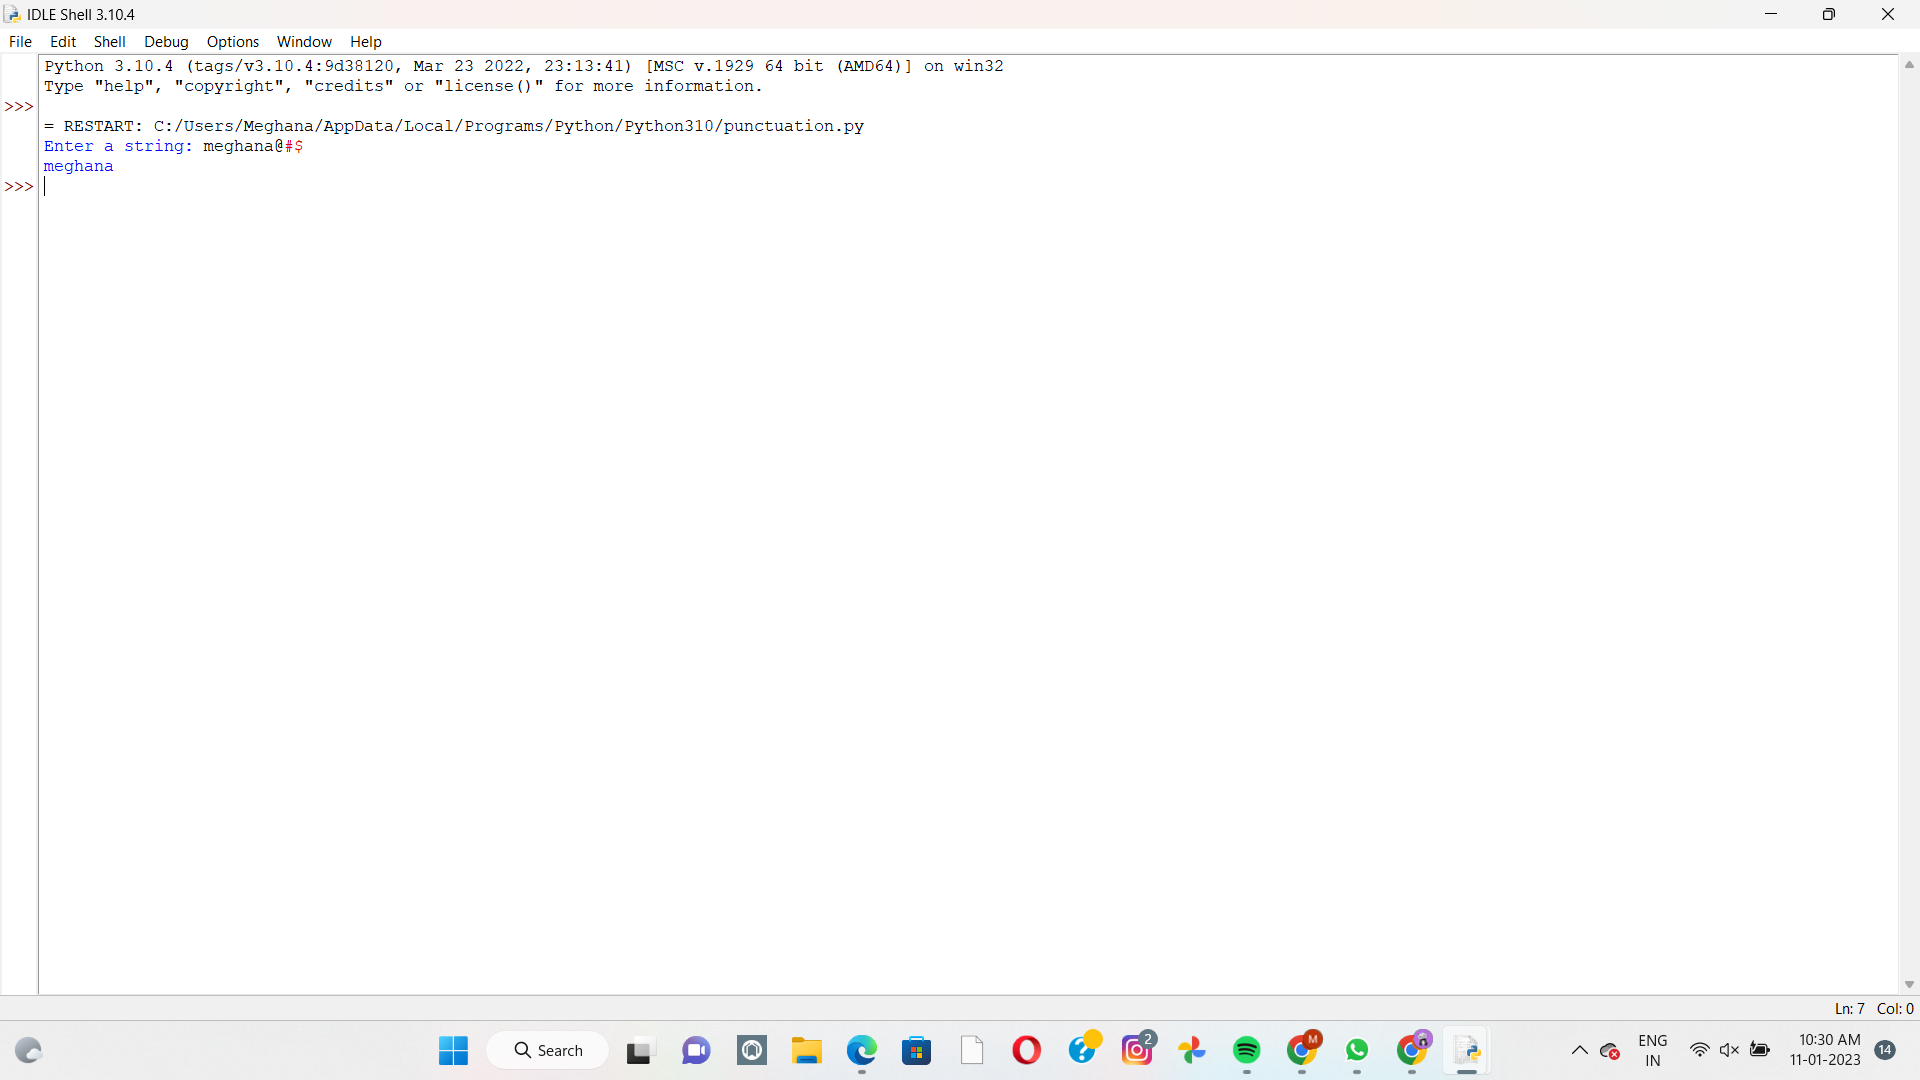 IDLE Shell 3.10.4
File Edit Shell Debug Options Window Help
Python 3.10.4 (tags/v3.10.4:9d38120, Mar 23 2022, 23:13:41) [MSC v.1929 64 bit (AMD64)] on win32
Type "help", "copyright", "credits" or "license()" for more information.
>>>
= RESTART: C:/Users/Meghana/AppData/Local/Programs/Python/Python310/punctuation.py
Enter a string: meghana@#$
meghana
>>>
Ln: 7 Col: 0
Search
2
M
ENG
IN
10:30 AM
11-01-2023
14